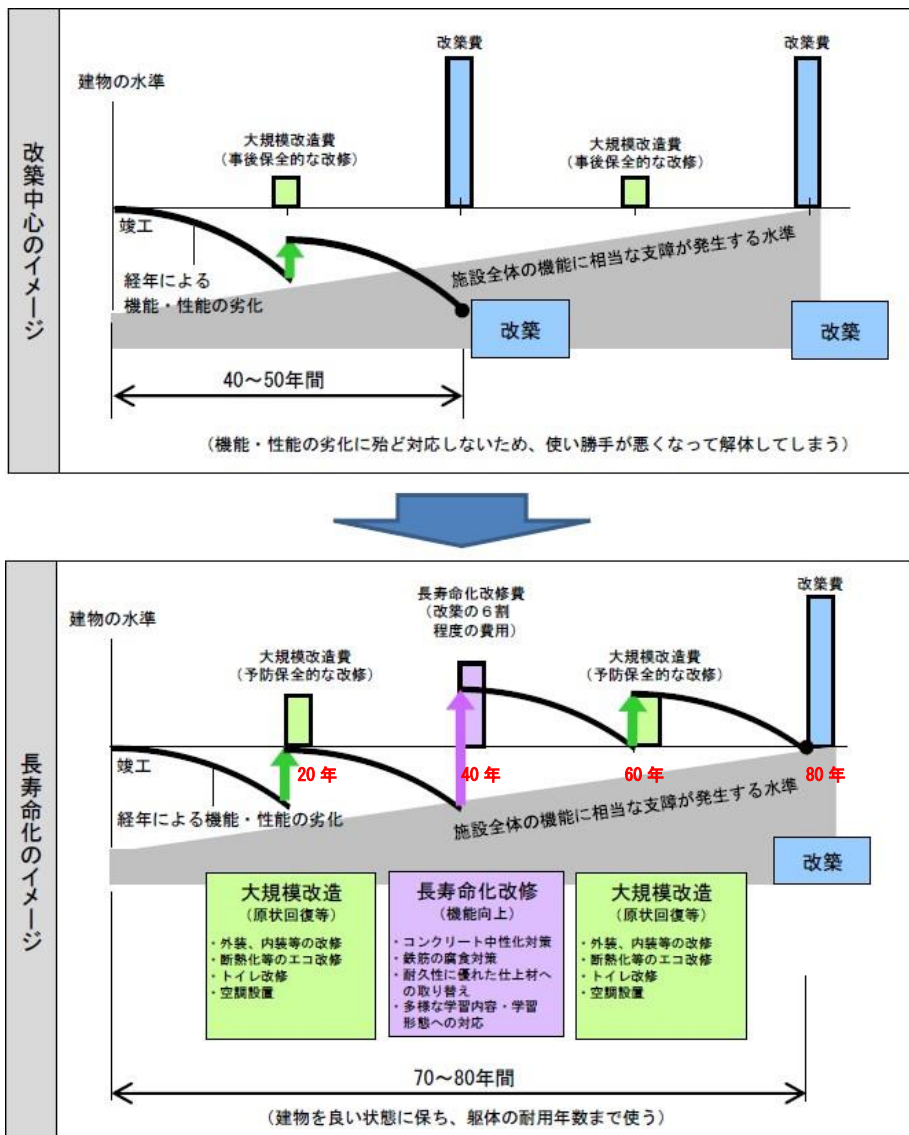 改築中心のイメージ
建物の水準
改築費
改築費
大規模改造費
（事後保全的な改修）
大規模改造費
（事後保全的な改修）
竣工
経年による
機能・性能の劣化
施設全体の機能に相当な支障が発生する水準
改築
改築
40～50年間
（機能・性能の劣化に殆ど対応しないため、使い勝手が悪くなって解体してしまう）
長寿命化のイメージ
建物の水準
長寿命化改修費
（改築の６割
程度の費用）
改築費
大規模改造費
（予防保全的な改修）
大規模改造費
（予防保全的な改修）
竣工
20 年
40 年
60 年
80 年
経年による機能・性能の劣化
施設全体の機能に相当な支障が発生する水準
改築
大規模改造
（原状回復等）
・外装、内装等の改修
・断熱化等のエコ改修
・トイレ改修
・空調設置
長寿命化改修
（機能向上）
・コンクリート中性化対策
・鉄筋の腐食対策
・耐久性に優れた仕上材へ
の取り替え
・多様な学習内容・学習
形態への対応
大規模改造
（原状回復等）
・外装、内装等の改修
・断熱化等のエコ改修
・トイレ改修
・空調設置
70～80年間
（建物を良い状態に保ち、躯体の耐用年数まで使う）